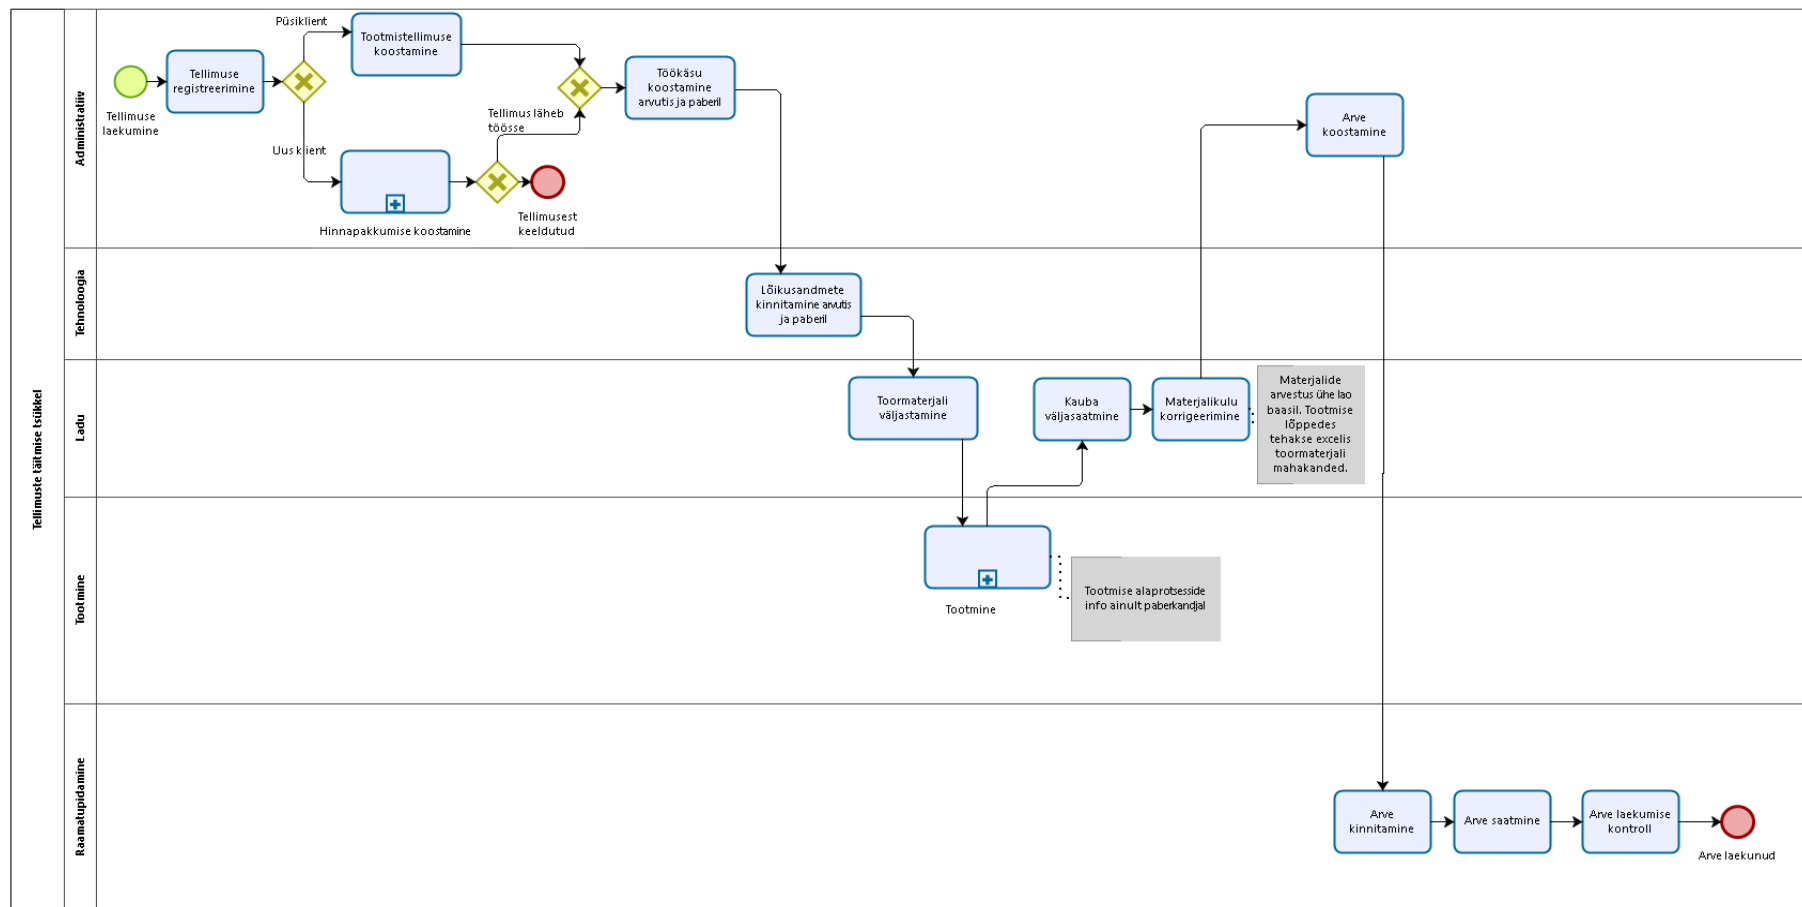 Tellimuste täitmise tsükkel
Administratiiv
Püsiklient
Tootmistellimuse
koostamine
Tellimuse
registreerimine
Tellimuse
laekumine
Töökäsu
koostamine
arvutis ja paberil
Tellimus läheb
töösse
Uus klient
Hinnapakkumise koostamine
Tellimusest
keeldutud
Arve
koostamine
Tehnoloogia
Lõikusandmete
kinnitamine arvutis
ja paberil
Ladu
Toormaterjali
väljastamine
Kauba
väljasaatmine
Materjalikulu
korrigeerimine
Materjalide
arvestus ühe lao
baasil. Tootmise
lõppedes
tehakse excelis
toormaterjali
mahakanded.
Tootmine
Tootmine
Tootmise alaprotsesside
info ainult paberkandjal
Raamatupidamine
Arve
kinnitamine
Arve saatmine
Arve laekumise
kontroll
Arve laekunud